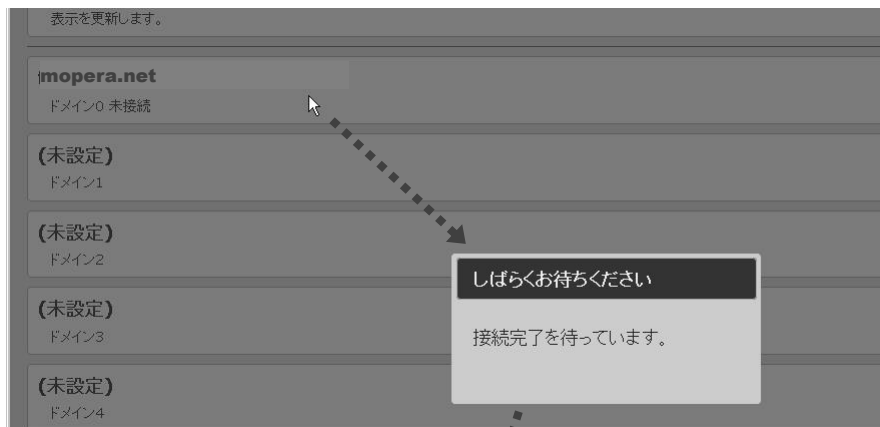 表示を更新します。
mopera.net
ドメイン0 未接続
(未設定)
ドメイン1
(未設定)
ドメイン2
(未設定)
ドメイン3
(未設定)
ドメイン4
しばらくお待ちください
接続完了を待っています。